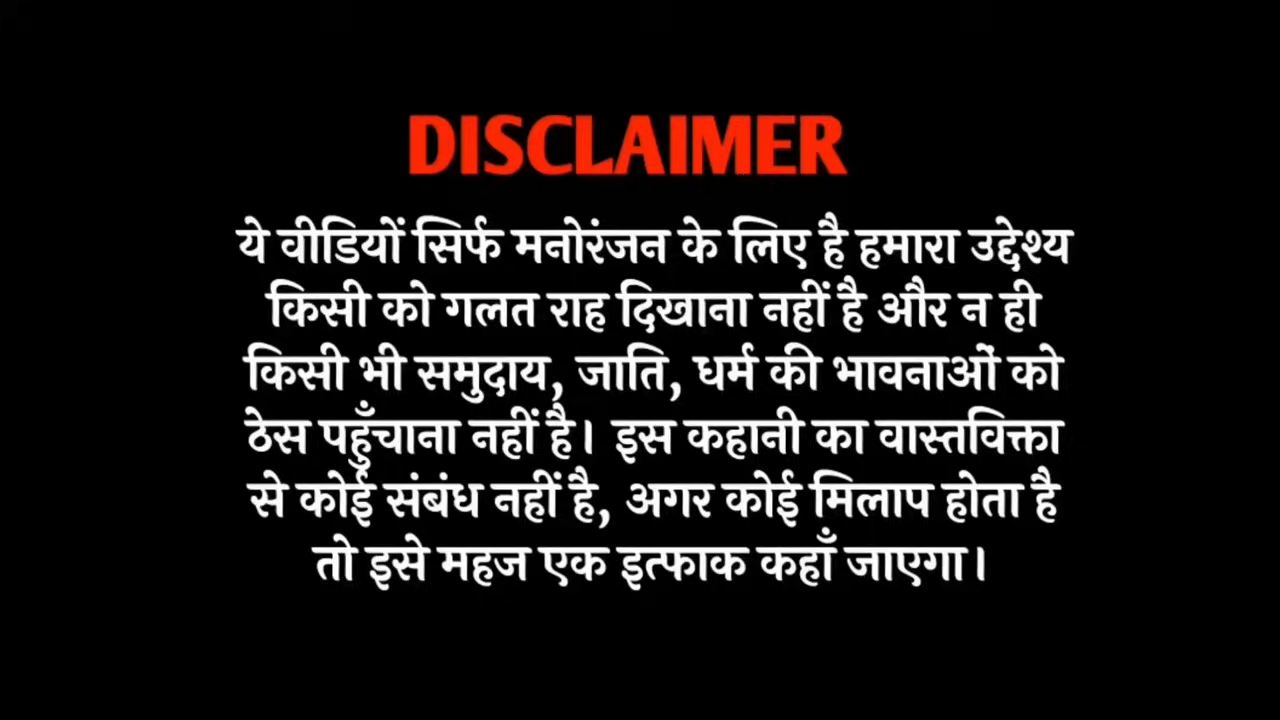 DISCLAIMER
ये वीडियों सिर्फ मनोरंजन के लिए है हमारा उद्देश्य
किसी को गलत राह दिखाना नहीं है और न ही
किसी भी समुदाय, जाति, धर्म की भावनाओं को
ठेस पहुँचाना नहीं है। इस कहानी का वास्तविक्ता
से कोई संबंध नहीं है, अगर कोई मिलाप होता है
तो इसे महज एक इत्फाक कहाँ जाएगा।